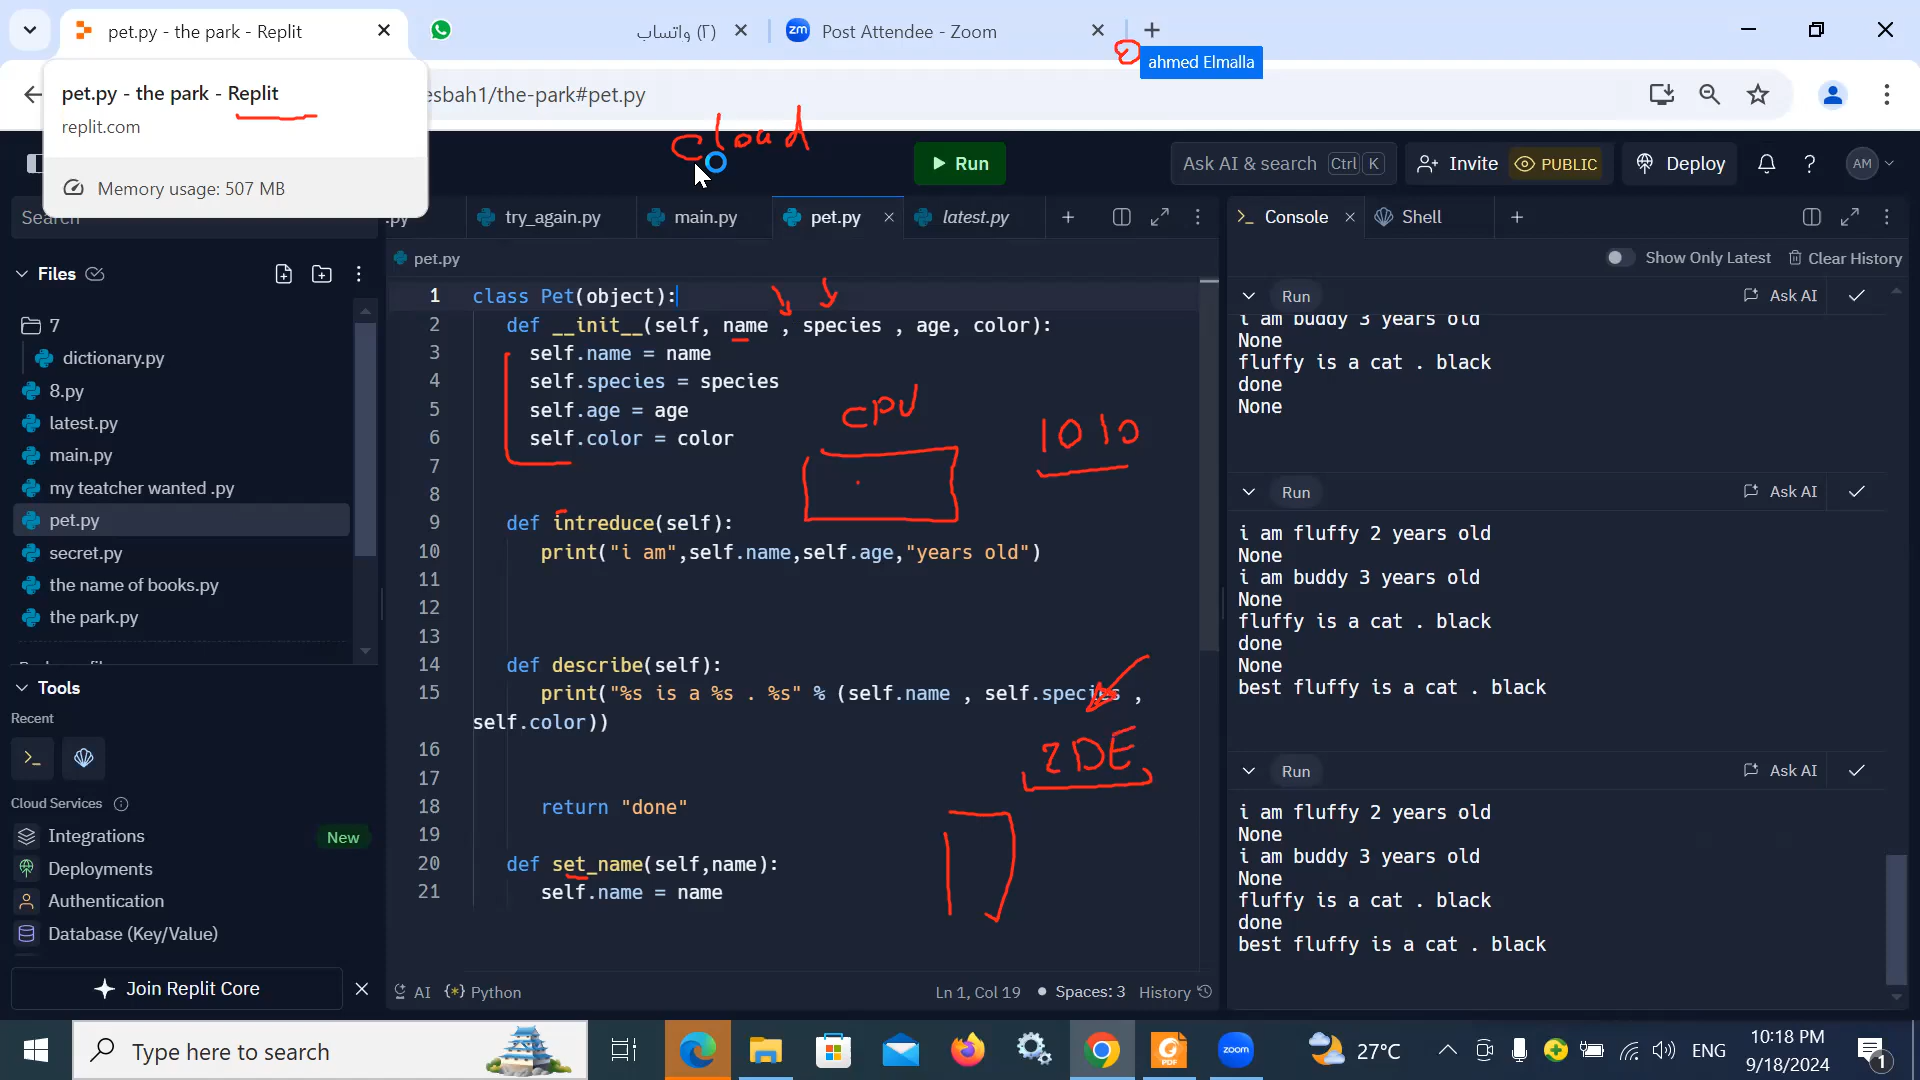 pet.py - the park - Replit
(٢) واتساب
Post Attendee - Zoom
ahmed Elmalla
pet.py - the park - Replit
replit.com
Memory usage: 507 MB
esbah1/the-park#pet.py
cloud
Run
Ask AI & search Ctrl K
Invite PUBLIC
Deploy
AM
Search
.py
try_again.py
main.py
pet.py
latest.py
Console
Shell
Files
7
dictionary.py
8.py
latest.py
main.py
my teatcher wanted .py
pet.py
secret.py
the name of books.py
the park.py
Tools
Recent
Cloud Services
Integrations New
Deployments
Authentication
Database (Key/Value)
Join Replit Core
pet.py
1 class Pet(object):
2 def __init__(self, name , species , age, color):
3 self.name = name
4 self.species = species
5 self.age = age
6 self.color = color
7
8
9 def intreduce(self):
10 print("i am",self.name,self.age,"years old")
11
12
13
14 def describe(self):
15 print("%s is a %s . %s" % (self.name , self.species ,
self.color))
16
17
18 return "done"
19
20 def set_name(self,name):
21 self.name = name
CPU
1010
IDE
AI Python
Ln 1, Col 19 Spaces: 3 History
Show Only Latest Clear History
Run Ask AI
i am buddy 3 years old
None
fluffy is a cat . black
done
None
Run Ask AI
i am fluffy 2 years old
None
i am buddy 3 years old
None
fluffy is a cat . black
done
None
best fluffy is a cat . black
Run Ask AI
i am fluffy 2 years old
None
i am buddy 3 years old
None
fluffy is a cat . black
done
best fluffy is a cat . black
Type here to search
zoom
27°C
ENG
10:18 PM
9/18/2024
1